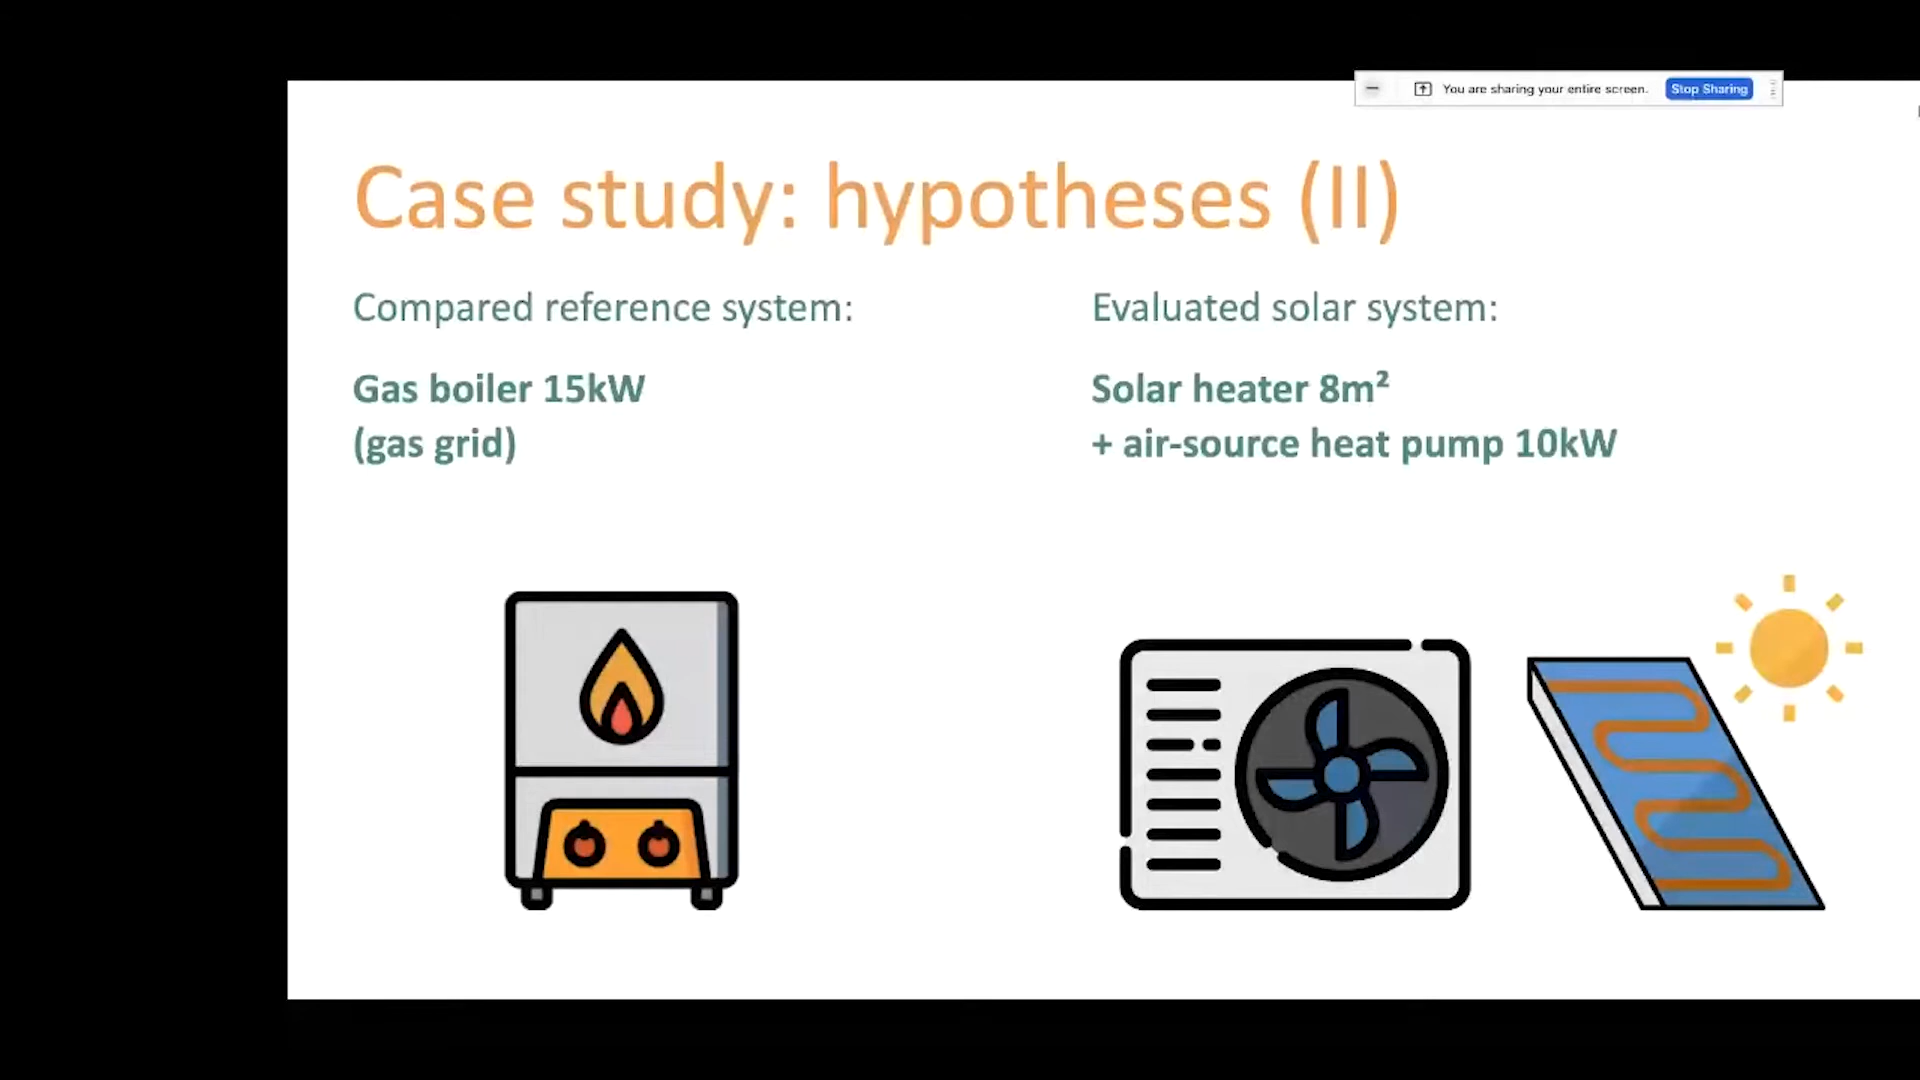 You are sharing your entire screen. Stop Sharing
Case study: hypotheses (II)
Compared reference system:
Gas boiler 15kW
(gas grid)
Evaluated solar system:
Solar heater 8m²
+ air-source heat pump 10kW